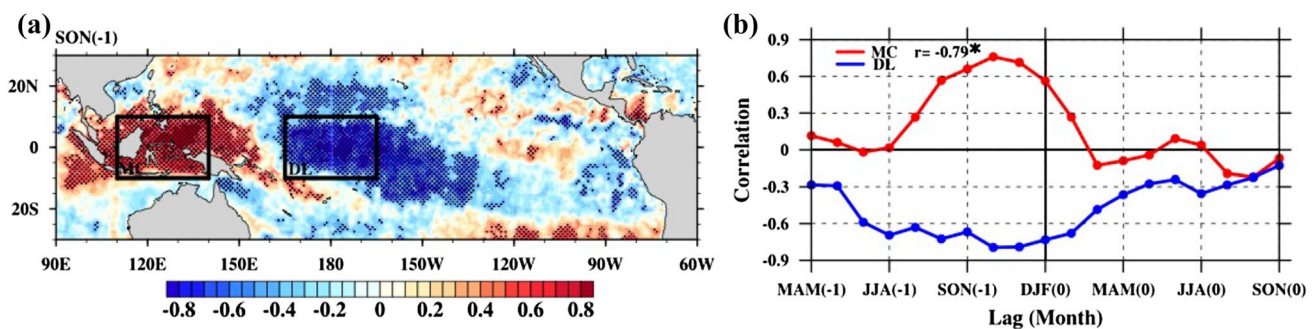 (a)
SON(-1)
20N
0
20S
MC
DL
90E 120E 150E 180 150W 120W 90W 60W
-0.8 -0.6 -0.4 -0.2 0 0.2 0.4 0.6 0.8
(b)
Correlation
0.9
0.6
0.3
0
-0.3
-0.6
-0.9
MC r= -0.79*
DL
MAM(-1) JJA(-1) SON(-1) DJF(0) MAM(0) JJA(0) SON(0)
Lag (Month)